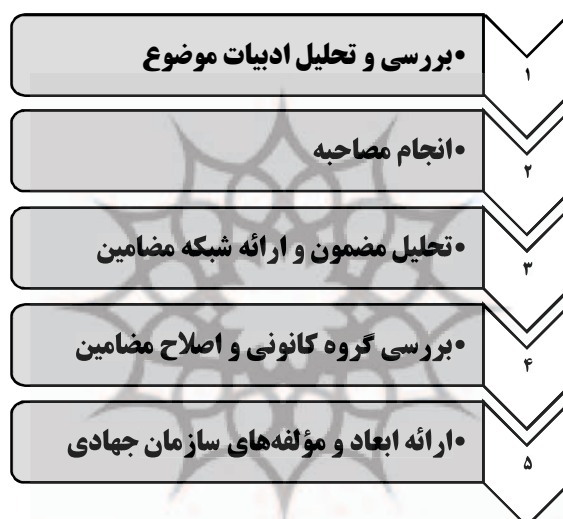 •بررسی و تحلیل ادبیات موضوع
۱
•انجام مصاحبه
۲
•تحلیل مضمون و ارائه شبکه مضامین
۳
•بررسی گروه کانونی و اصلاح مضامین
۴
•ارائه ابعاد و مؤلفه‌های سازمان جهادی
۵